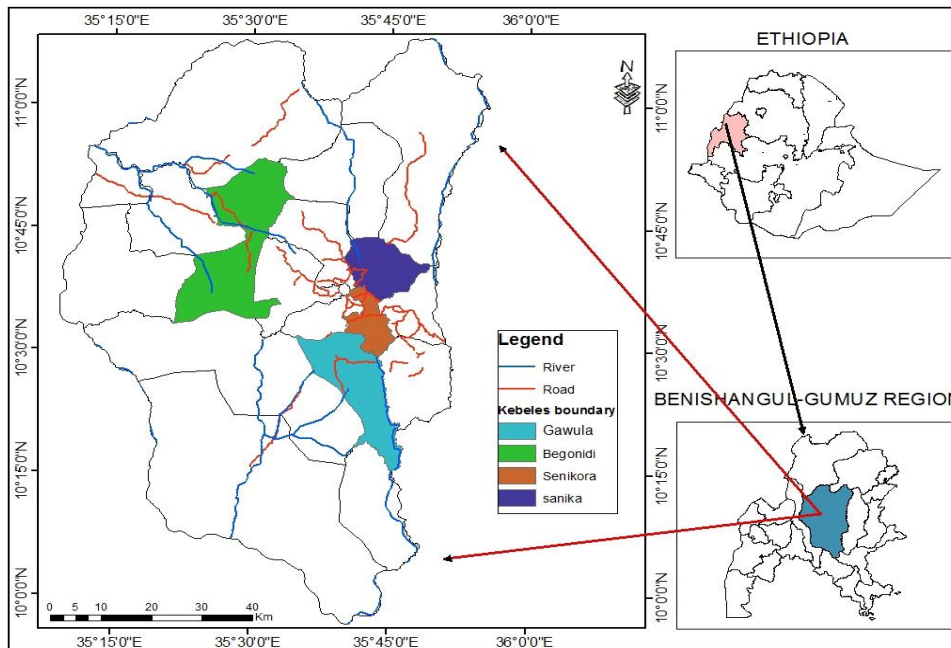 35°15'0"E 35°30'0"E 35°45'0"E 36°0'0"E
11°0'0"N
10°45'0"N
10°30'0"N
10°15'0"N
10°0'0"N
N
Legend
River
Road
Kebeles boundary
Gawula
Begonidi
Senikora
sanika
0 5 10 20 30 40
Km
35°15'0"E 35°30'0"E 35°45'0"E 36°0'0"E
11°0'0"N
10°45'0"N
10°30'0"N
10°15'0"N
10°0'0"N
ETHIOPIA
BENISHANGUL-GUMUZ REGION